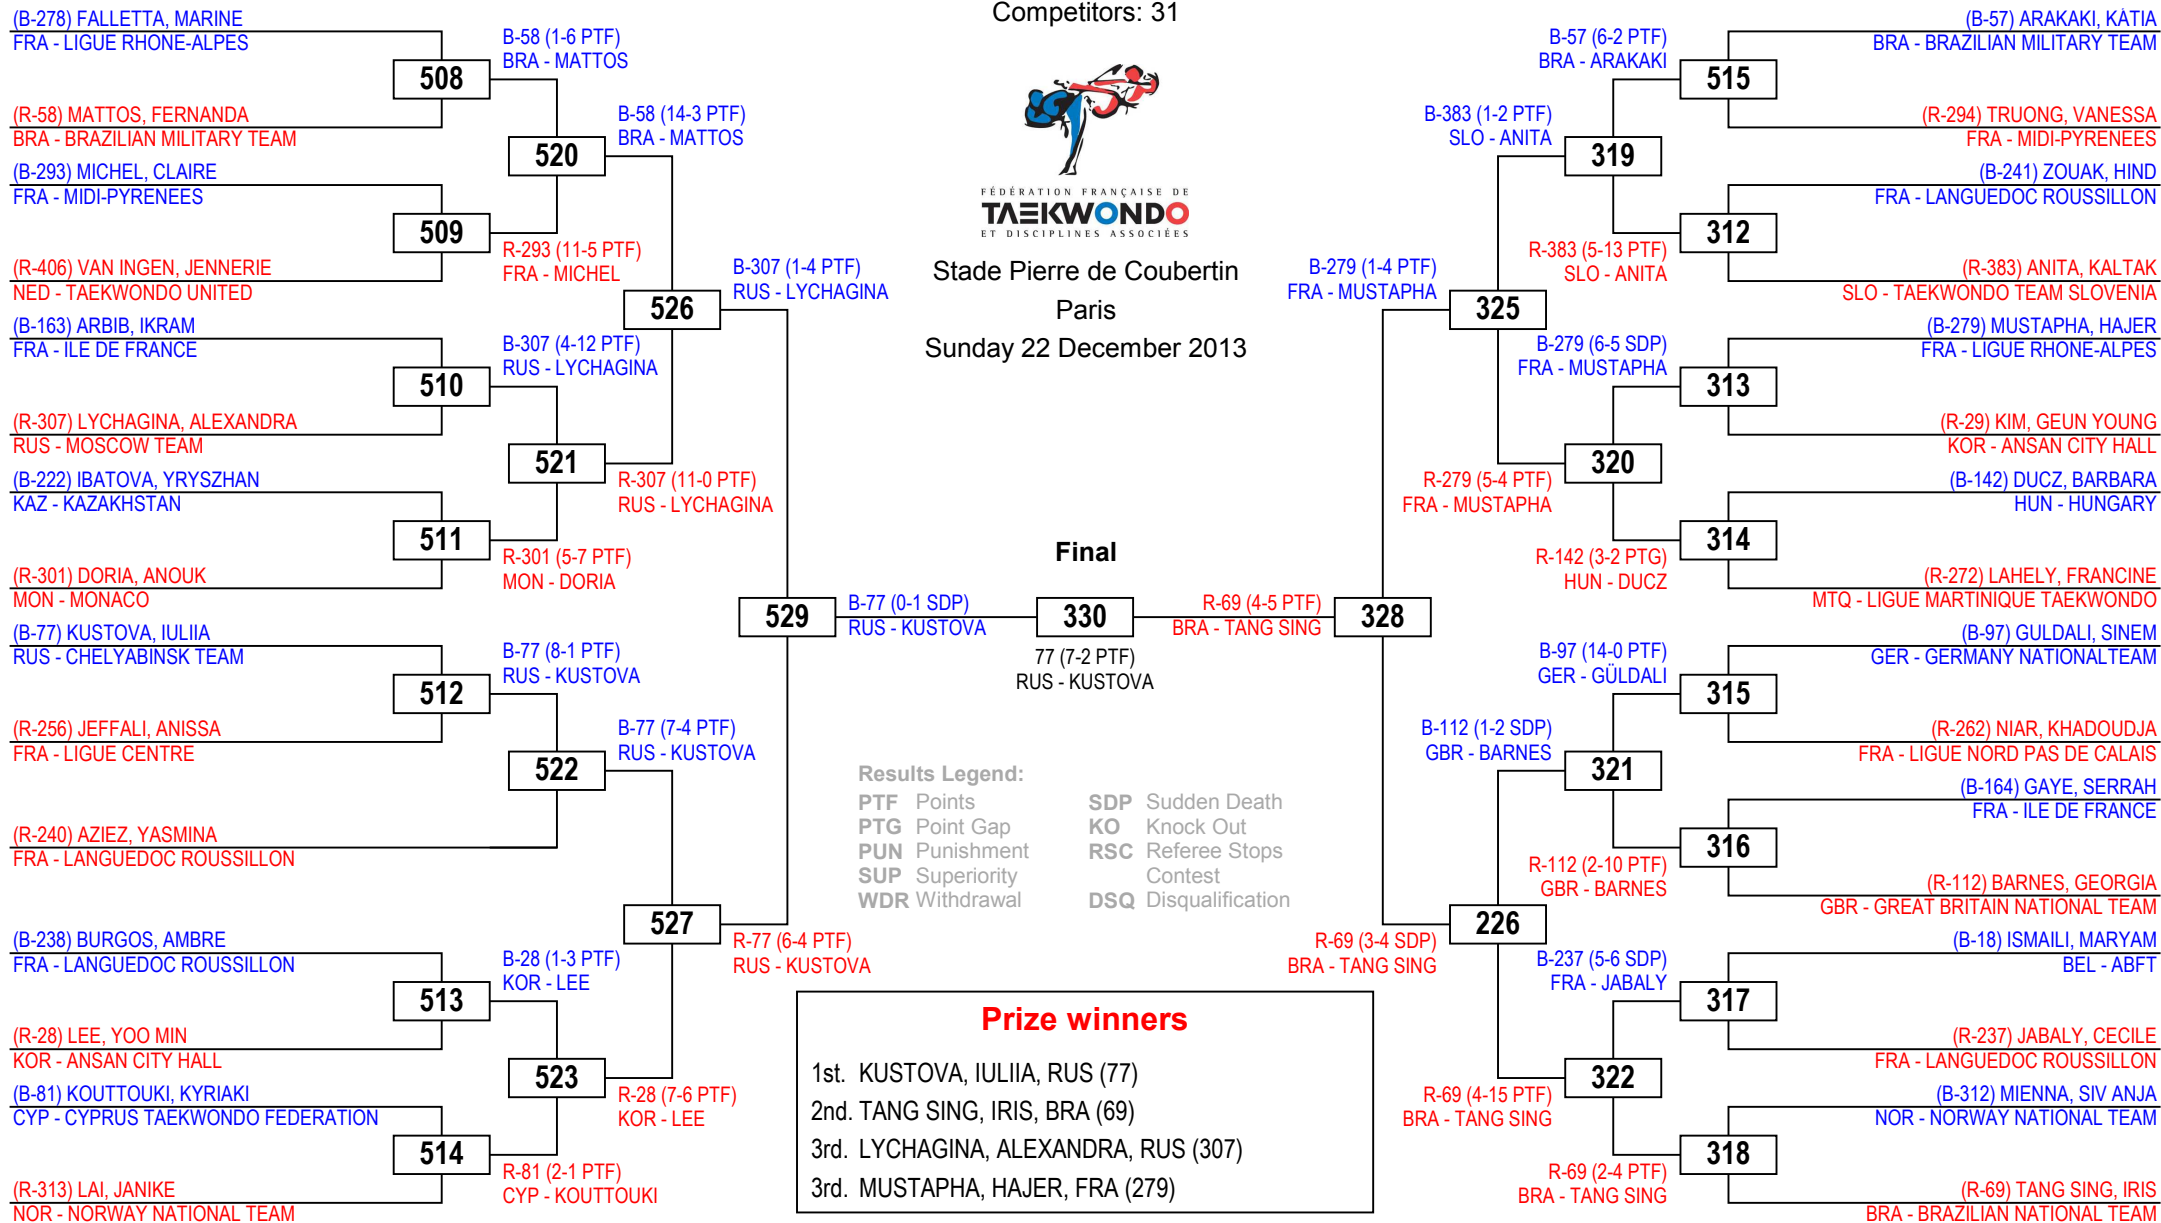 Competitors: 31
FÉDÉRATION FRANÇAISE DE
TAEKWONDO
ET DISCIPLINES ASSOCIÉES
Stade Pierre de Coubertin
Paris
Sunday 22 December 2013
(B-278) FALLETTA, MARINE
FRA - LIGUE RHONE-ALPES
508
(R-58) MATTOS, FERNANDA
BRA - BRAZILIAN MILITARY TEAM
(B-293) MICHEL, CLAIRE
FRA - MIDI-PYRENEES
509
(R-406) VAN INGEN, JENNERIE
NED - TAEKWONDO UNITED
(B-163) ARBIB, IKRAM
FRA - ILE DE FRANCE
510
(R-307) LYCHAGINA, ALEXANDRA
RUS - MOSCOW TEAM
(B-222) IBATOVA, YRYSZHAN
KAZ - KAZAKHSTAN
511
(R-301) DORIA, ANOUK
MON - MONACO
(B-77) KUSTOVA, IULIIA
RUS - CHELYABINSK TEAM
512
(R-256) JEFFALI, ANISSA
FRA - LIGUE CENTRE
(R-240) AZIEZ, YASMINA
FRA - LANGUEDOC ROUSSILLON
(B-238) BURGOS, AMBRE
FRA - LANGUEDOC ROUSSILLON
513
(R-28) LEE, YOO MIN
KOR - ANSAN CITY HALL
(B-81) KOUTTOUKI, KYRIAKI
CYP - CYPRUS TAEKWONDO FEDERATION
514
(R-313) LAI, JANIKE
NOR - NORWAY NATIONAL TEAM
B-58 (1-6 PTF)
BRA - MATTOS
520
R-293 (11-5 PTF)
FRA - MICHEL
B-307 (4-12 PTF)
RUS - LYCHAGINA
521
R-301 (5-7 PTF)
MON - DORIA
B-77 (8-1 PTF)
RUS - KUSTOVA
522
B-28 (1-3 PTF)
KOR - LEE
523
R-81 (2-1 PTF)
CYP - KOUTTOUKI
B-58 (14-3 PTF)
BRA - MATTOS
526
R-307 (11-0 PTF)
RUS - LYCHAGINA
B-77 (7-4 PTF)
RUS - KUSTOVA
527
R-28 (7-6 PTF)
KOR - LEE
B-307 (1-4 PTF)
RUS - LYCHAGINA
529
R-77 (6-4 PTF)
RUS - KUSTOVA
Final
B-77 (0-1 SDP)
RUS - KUSTOVA
330
77 (7-2 PTF)
RUS - KUSTOVA
R-69 (4-5 PTF)
BRA - TANG SING
328
B-279 (1-4 PTF)
FRA - MUSTAPHA
325
R-69 (3-4 SDP)
BRA - TANG SING
226
B-383 (1-2 PTF)
SLO - ANITA
319
R-279 (5-4 PTF)
FRA - MUSTAPHA
320
B-112 (1-2 SDP)
GBR - BARNES
321
R-69 (4-15 PTF)
BRA - TANG SING
322
B-57 (6-2 PTF)
BRA - ARAKAKI
R-383 (5-13 PTF)
SLO - ANITA
B-279 (6-5 SDP)
FRA - MUSTAPHA
R-142 (3-2 PTG)
HUN - DUCZ
B-97 (14-0 PTF)
GER - GÜLDALI
R-112 (2-10 PTF)
GBR - BARNES
B-237 (5-6 SDP)
FRA - JABALY
R-69 (2-4 PTF)
BRA - TANG SING
(B-57) ARAKAKI, KÁTIA
BRA - BRAZILIAN MILITARY TEAM
515
(R-294) TRUONG, VANESSA
FRA - MIDI-PYRENEES
(B-241) ZOUAK, HIND
FRA - LANGUEDOC ROUSSILLON
312
(R-383) ANITA, KALTAK
SLO - TAEKWONDO TEAM SLOVENIA
(B-279) MUSTAPHA, HAJER
FRA - LIGUE RHONE-ALPES
313
(R-29) KIM, GEUN YOUNG
KOR - ANSAN CITY HALL
(B-142) DUCZ, BARBARA
HUN - HUNGARY
314
(R-272) LAHELY, FRANCINE
MTQ - LIGUE MARTINIQUE TAEKWONDO
(B-97) GULDALI, SINEM
GER - GERMANY NATIONALTEAM
315
(R-262) NIAR, KHADOUDJA
FRA - LIGUE NORD PAS DE CALAIS
(B-164) GAYE, SERRAH
FRA - ILE DE FRANCE
316
(R-112) BARNES, GEORGIA
GBR - GREAT BRITAIN NATIONAL TEAM
(B-18) ISMAILI, MARYAM
BEL - ABFT
317
(R-237) JABALY, CECILE
FRA - LANGUEDOC ROUSSILLON
(B-312) MIENNA, SIV ANJA
NOR - NORWAY NATIONAL TEAM
318
(R-69) TANG SING, IRIS
BRA - BRAZILIAN NATIONAL TEAM
Results Legend:
PTF Points
PTG Point Gap
PUN Punishment
SUP Superiority
WDR Withdrawal
SDP Sudden Death
KO Knock Out
RSC Referee Stops
Contest
DSQ Disqualification
Prize winners
1st. KUSTOVA, IULIIA, RUS (77)
2nd. TANG SING, IRIS, BRA (69)
3rd. LYCHAGINA, ALEXANDRA, RUS (307)
3rd. MUSTAPHA, HAJER, FRA (279)